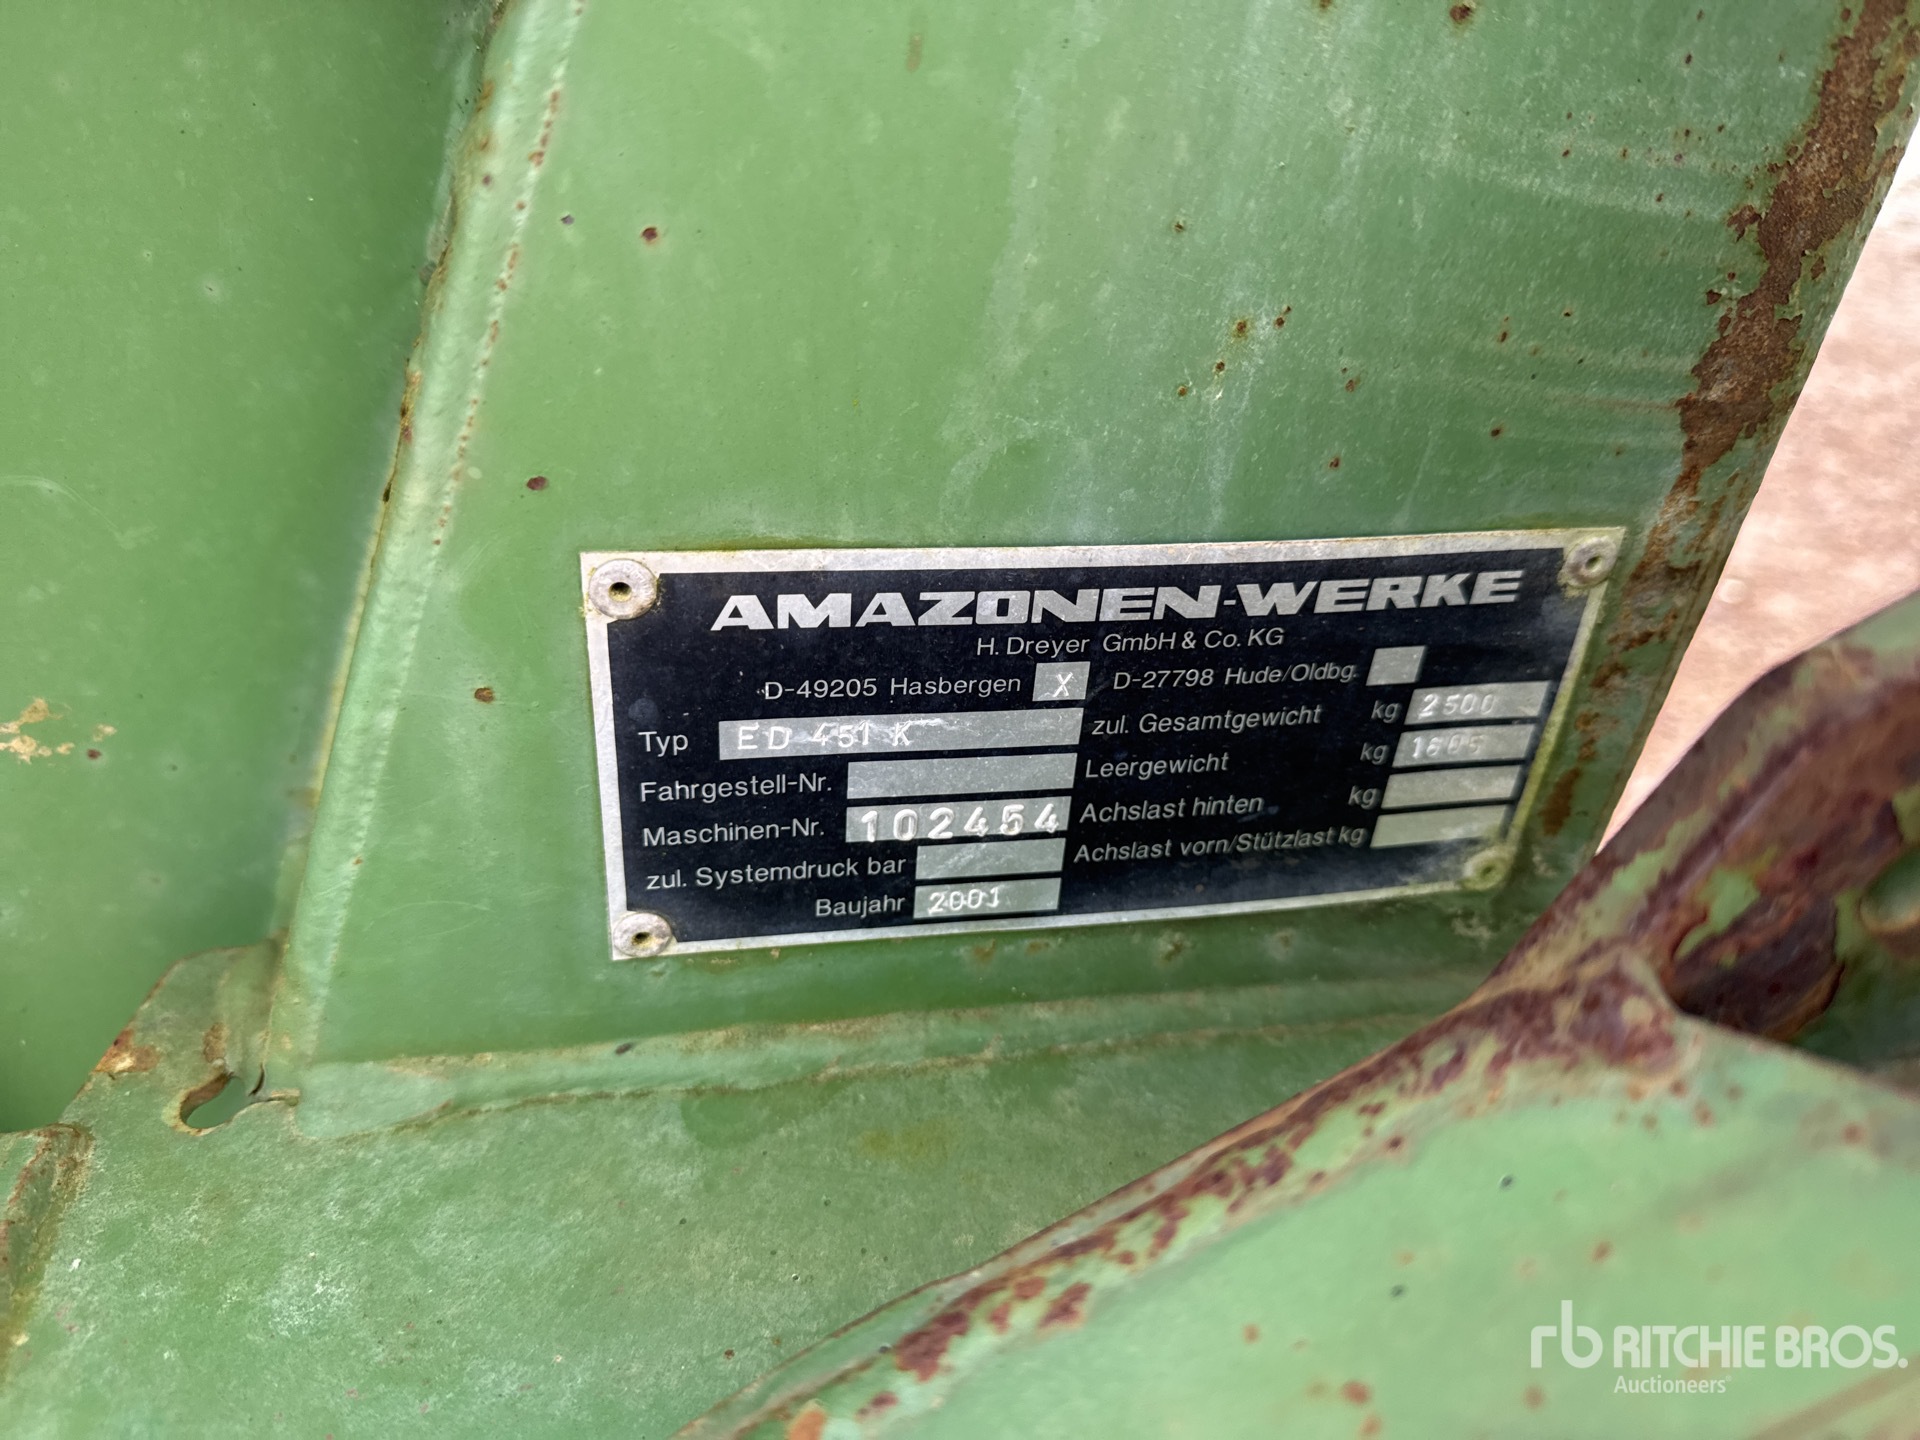 AMAZONEN-WERKE
H. Dreyer GmbH & Co. KG
D-49205 Hasbergen X D-27798 Hude/Oldbg.
Typ ED 451 K
zul. Gesamtgewicht kg 2500
Fahrgestell-Nr.
Leergewicht kg
Maschinen-Nr. 102454
Achslast hinten kg
zul. Systemdruck bar
Achslast vorn/Stützlast kg
Baujahr 2001
rb RITCHIE BROS.
Auctioneers